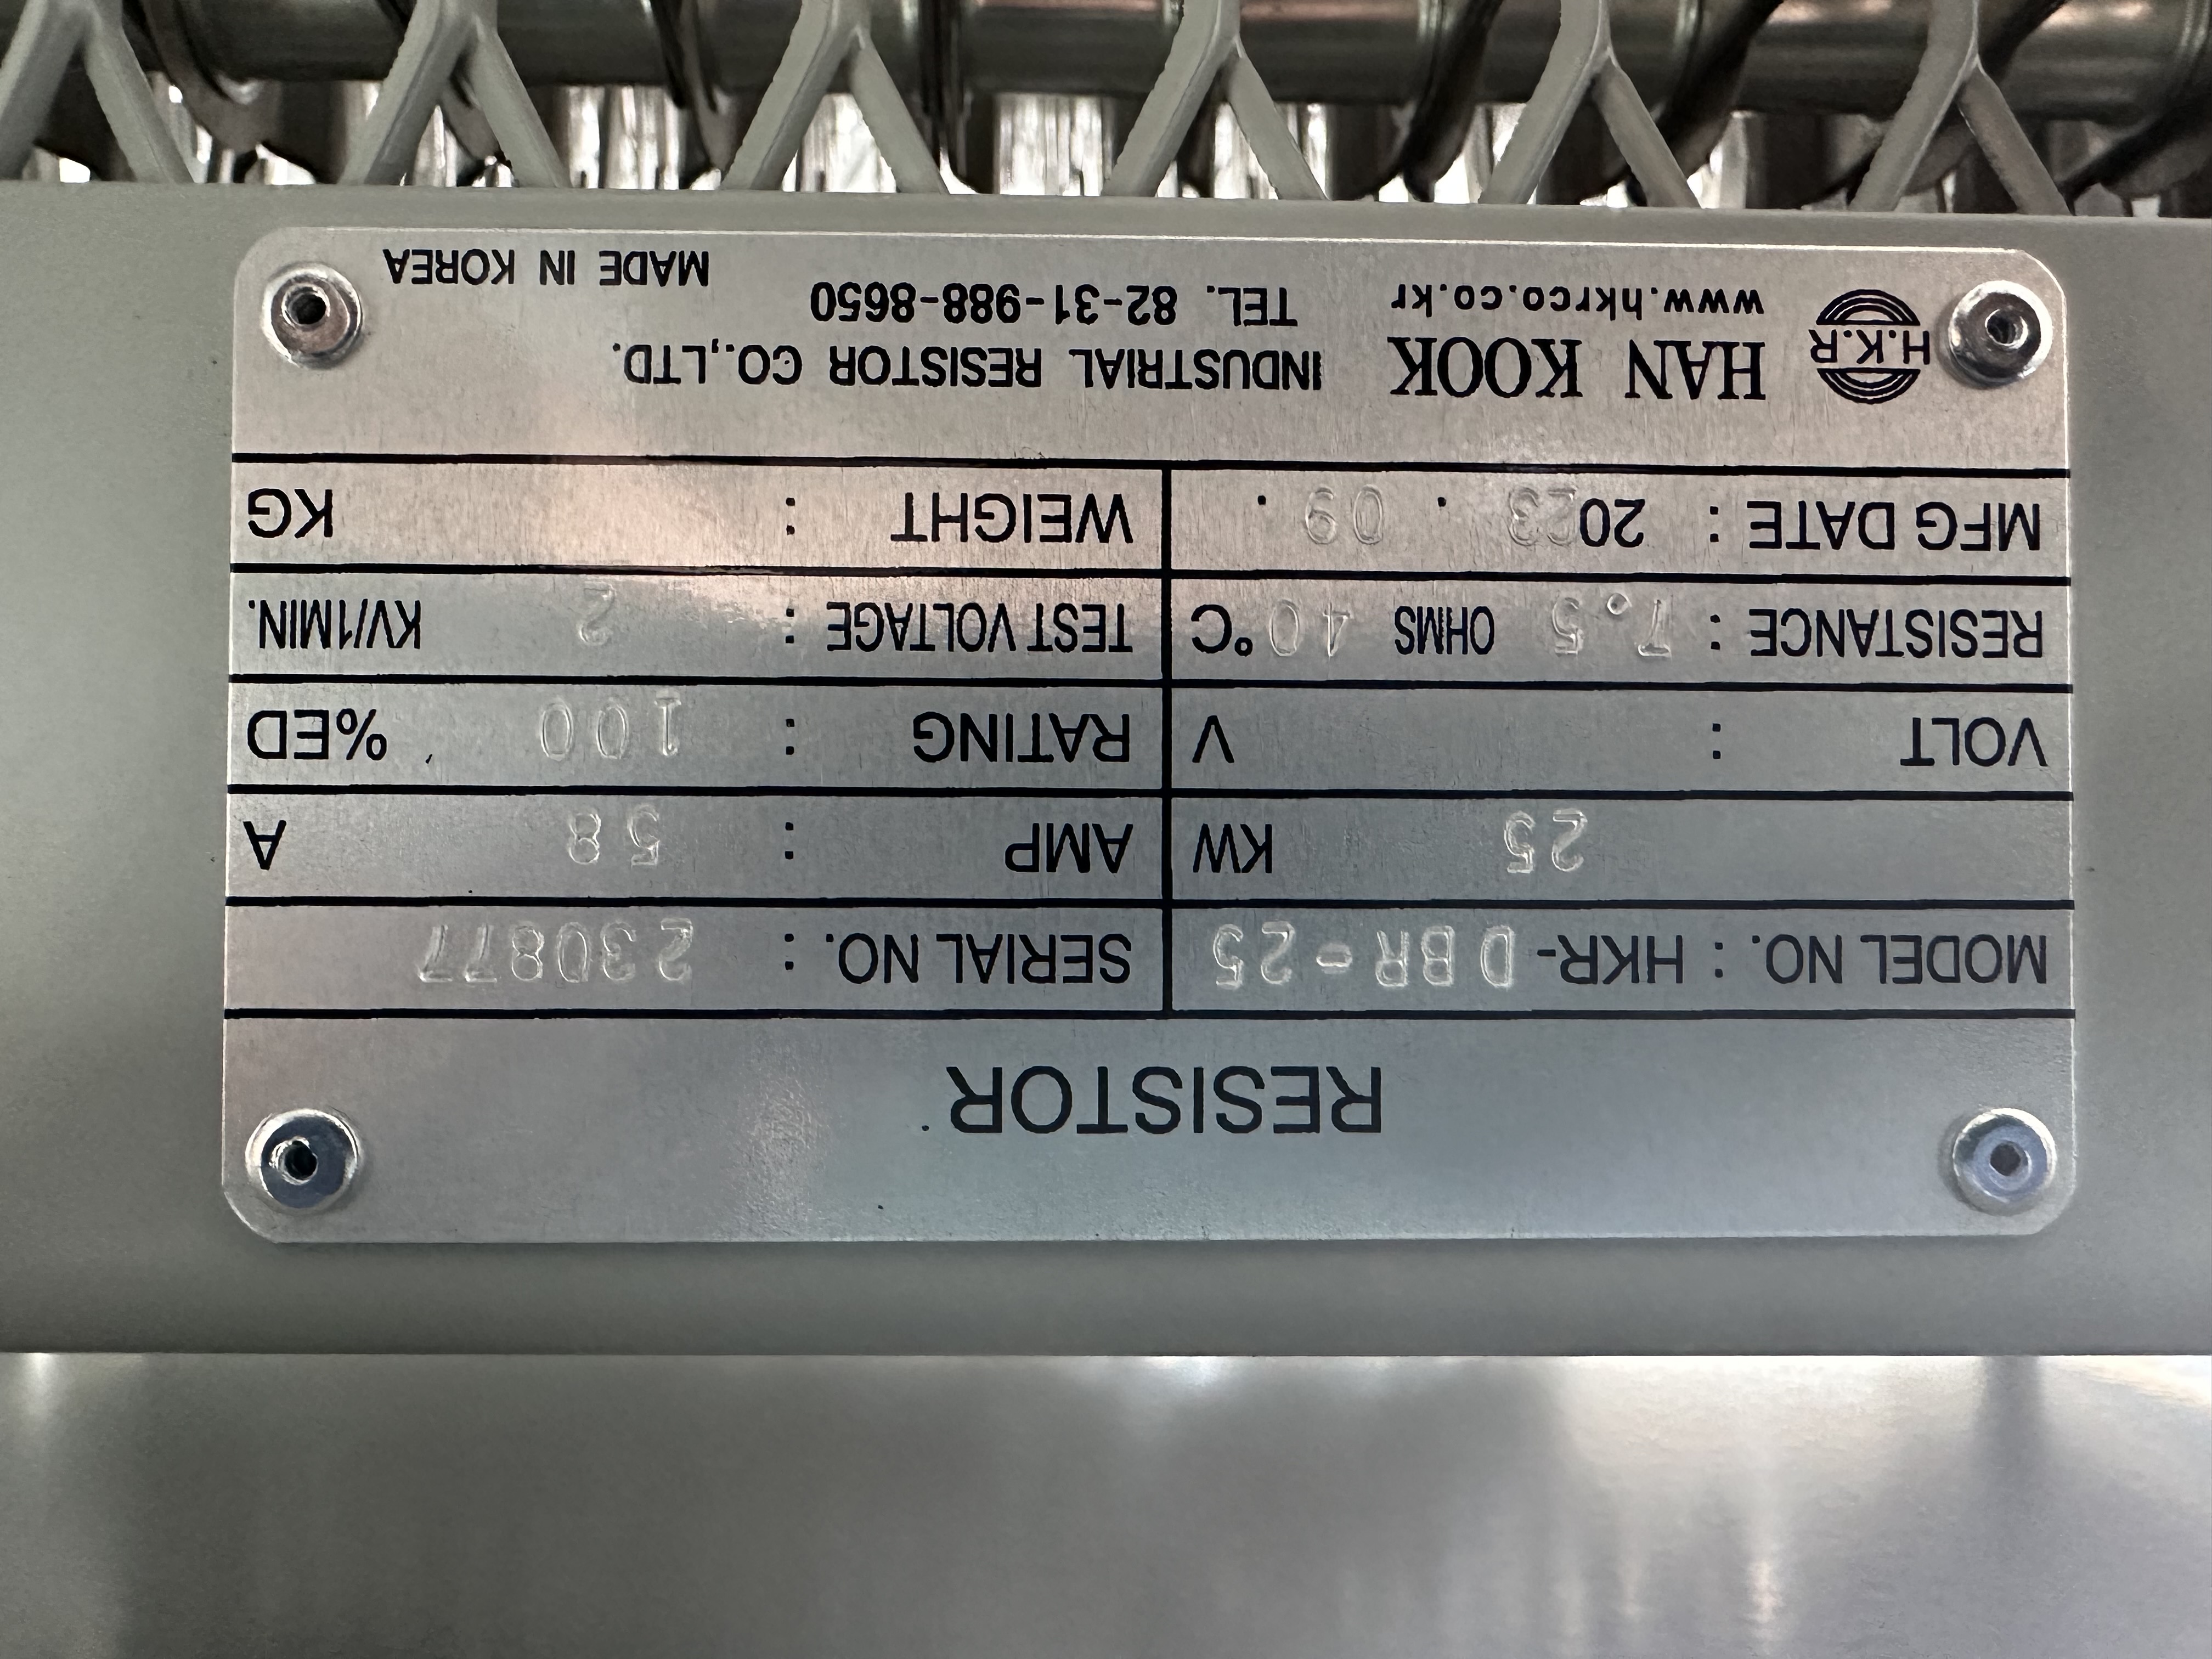 RESISTOR
MODEL NO. : HKR-DBR-25 SERIAL NO. : 230877
25 KW AMP : 58 A
VOLT : V RATING : 100 %ED
RESISTANCE : 7.5 OHMS 40 °C TEST VOLTAGE : 2 KV/1MIN.
MFG DATE : 2023 . 09 . WEIGHT : KG
H.K.R HAN KOOK INDUSTRIAL RESISTOR CO.,LTD.
www.hkrco.co.kr TEL. 82-31-988-8650 MADE IN KOREA